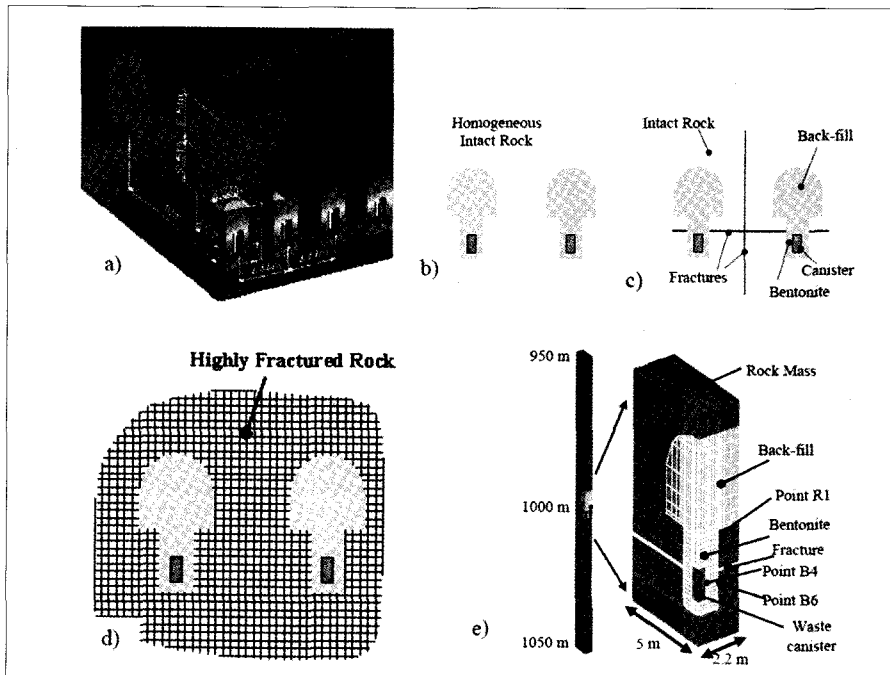 a)
Homogeneous
Intact Rock
b)
Intact Rock
Back-fill
c)
Fractures
Canister
Bentonite
Highly Fractured Rock
d)
950 m
1000 m
1050 m
e)
Rock Mass
Back-fill
Point R1
Bentonite
Fracture
Point B4
Point B6
Waste
canister
5 m
2.2 m